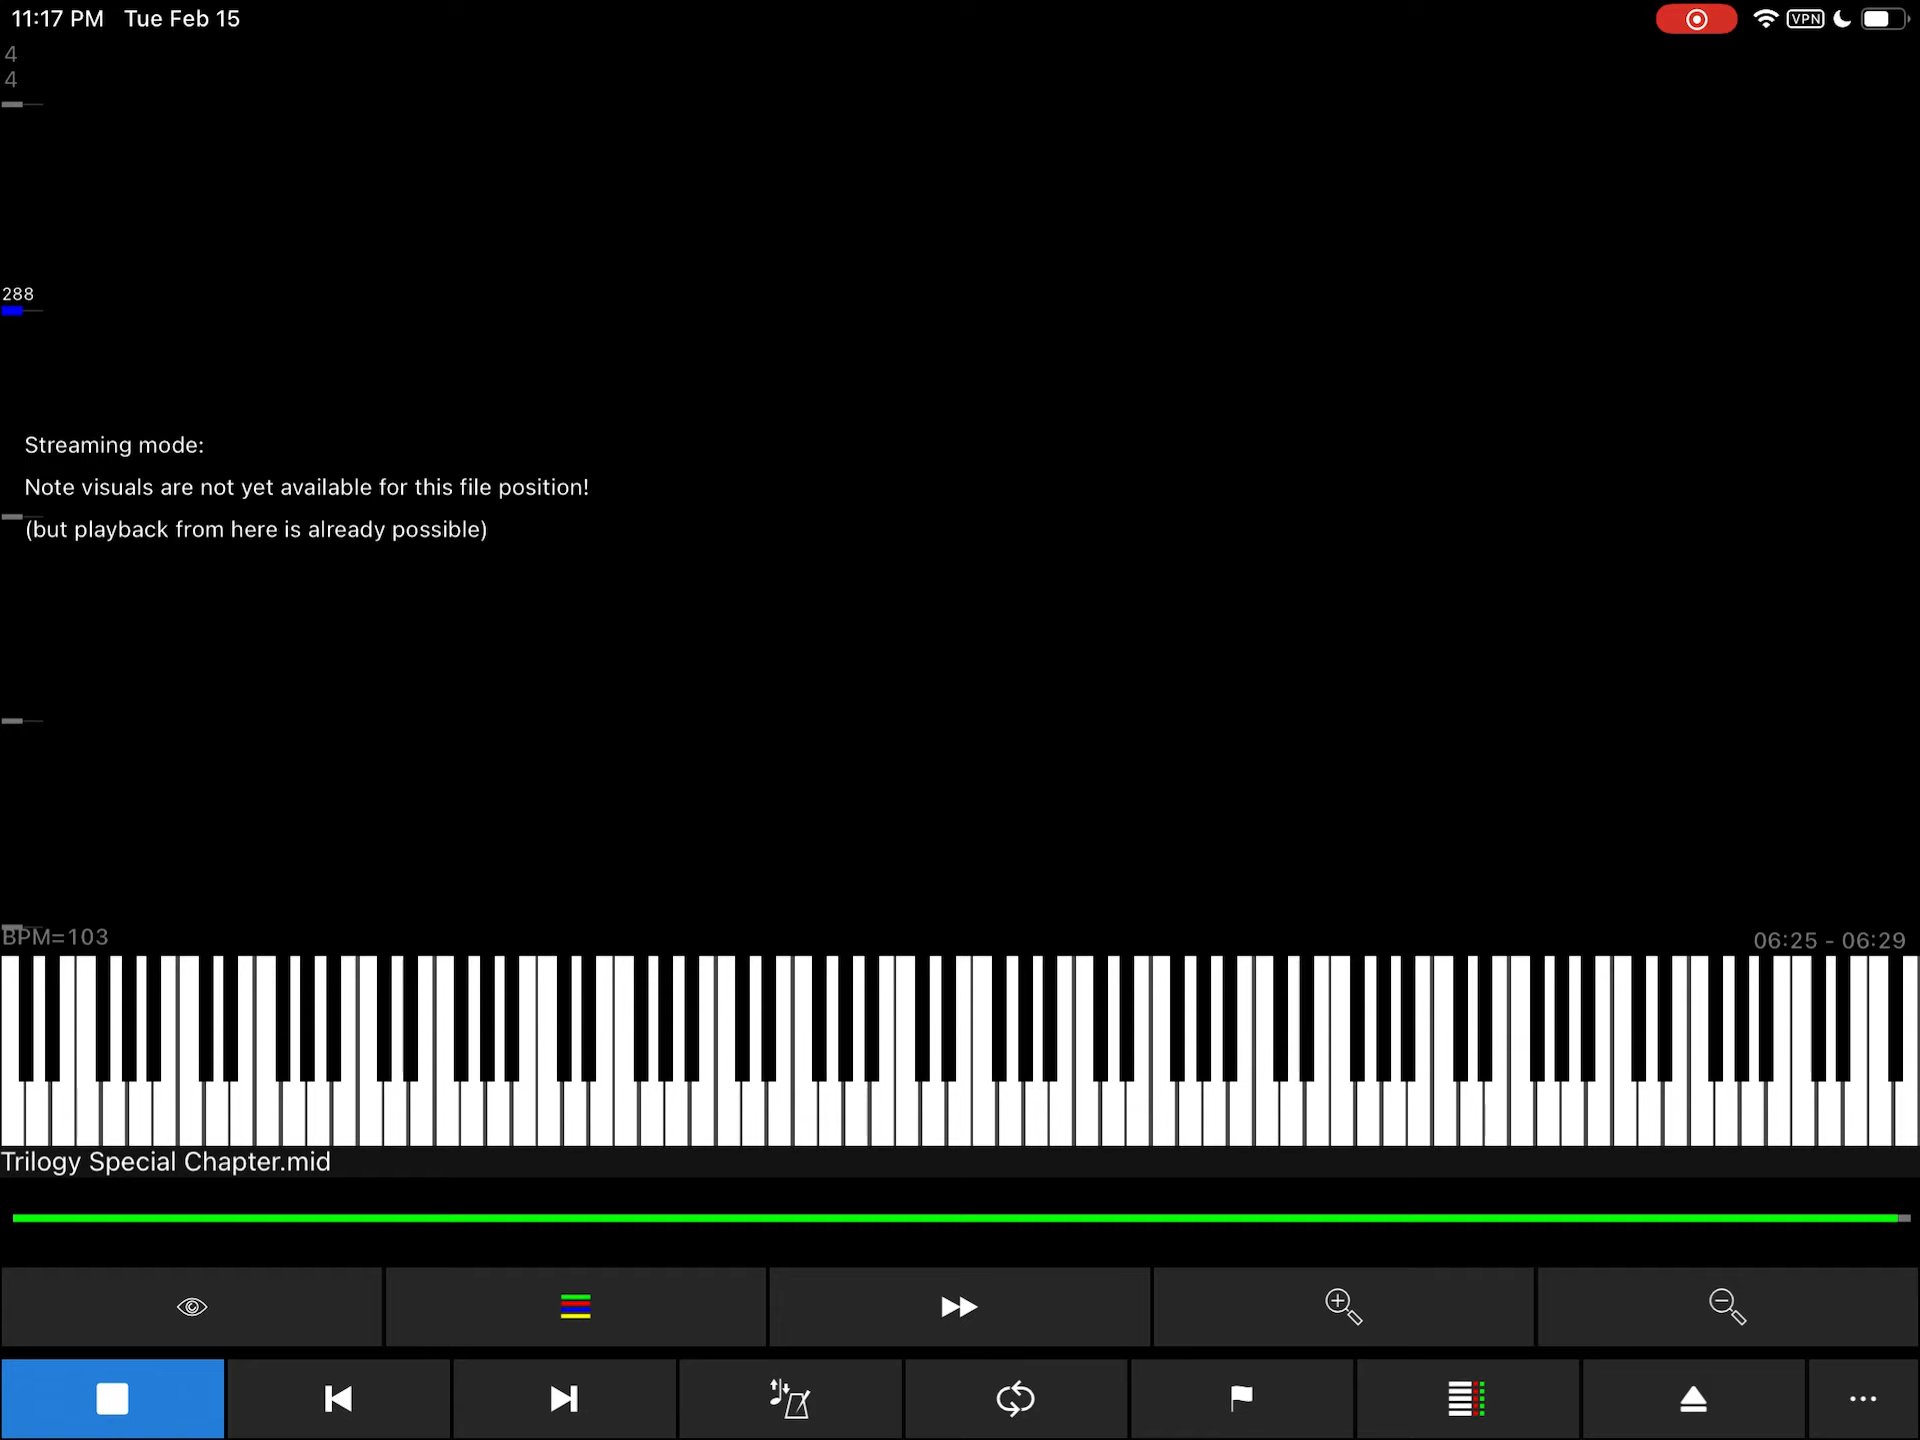 11:17 PM Tue Feb 15
VPN
4
4
288
Streaming mode:
Note visuals are not yet available for this file position!
(but playback from here is already possible)
BPM=103
06:25 - 06:29
Trilogy Special Chapter.mid